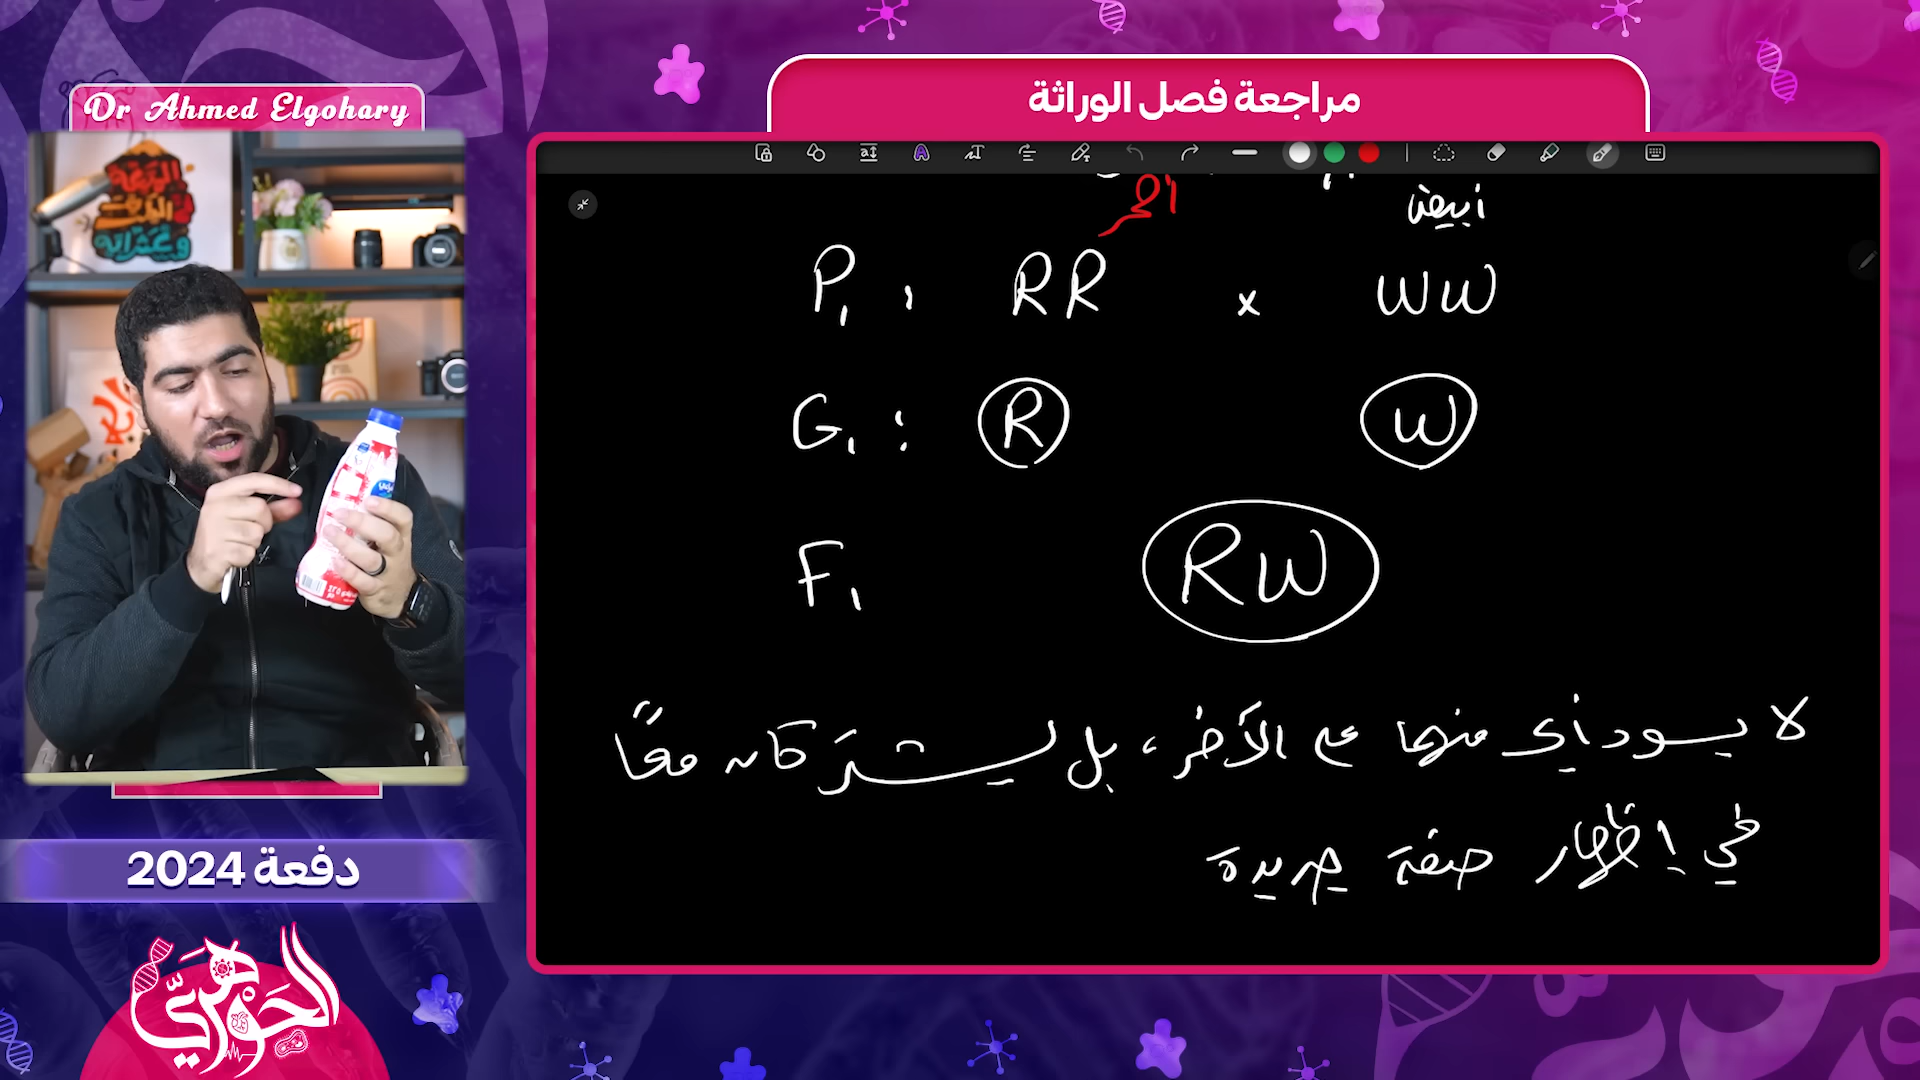 Dr Ahmed Elgohary
مراجعة فصل الوراثة
أحمر
أبيض
P1 : RR x WW
G1 : R W
F1 RW
لا يسود أي منهما على الآخر، بل يشتركان معًا
في إظهار صفة جديدة
دفعة 2024
الجوهري